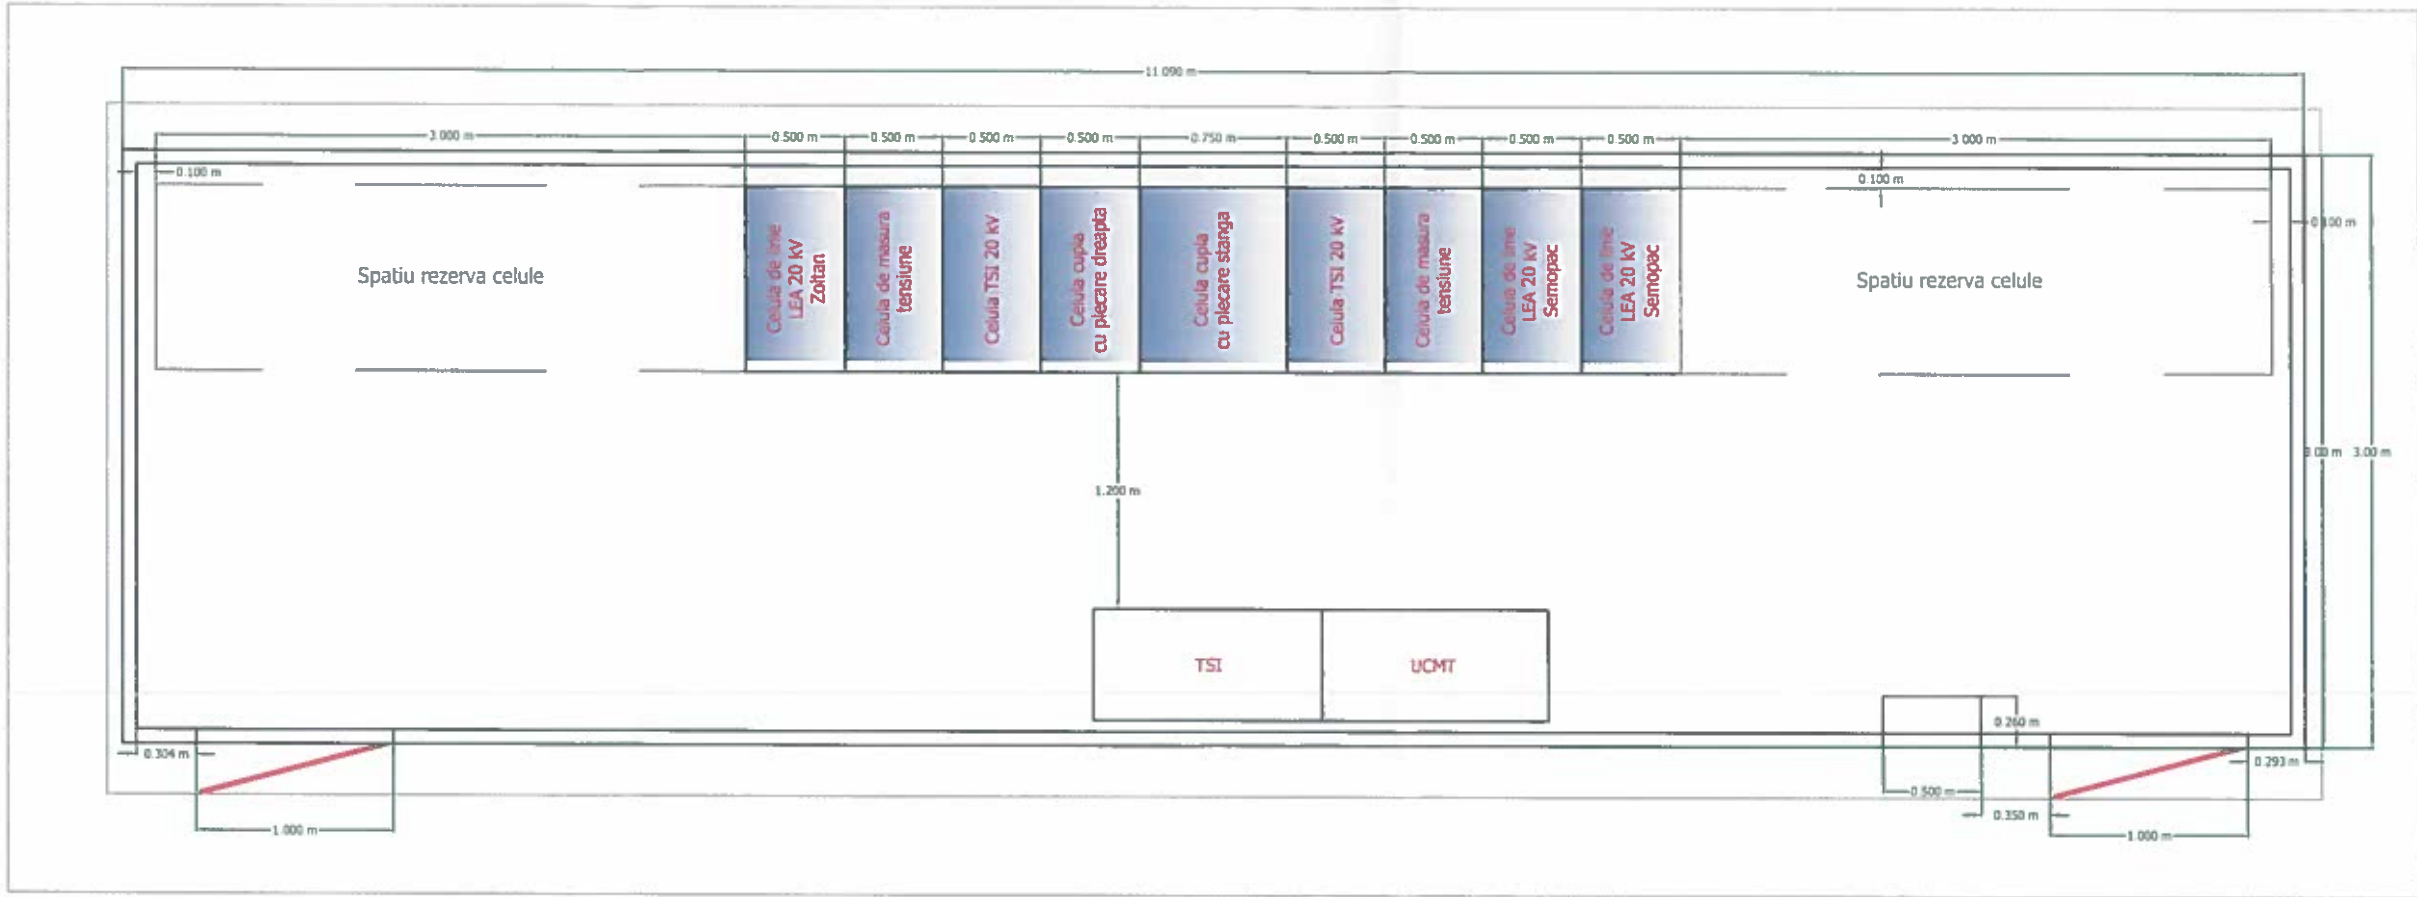 11.090 m
3.000 m
0.500 m
0.500 m
0.500 m
0.500 m
0.750 m
0.500 m
0.500 m
0.500 m
0.500 m
3.000 m
0.100 m
0.100 m
0.100 m
Spatiu rezerva celule
Celula de linie
LEA 20 kV
Zoltan
Celula de masura
tensiune
Celula TSI 20 kV
Celula cupla
cu plecare dreapta
Celula cupla
cu plecare stanga
Celula TSI 20 kV
Celula de masura
tensiune
Celula de linie
LEA 20 kV
Semopac
Celula de linie
LEA 20 kV
Semopac
Spatiu rezerva celule
3.00 m
3.00 m
1.200 m
TSI
UCMT
0.260 m
0.304 m
0.293 m
0.500 m
0.350 m
1.000 m
1.000 m